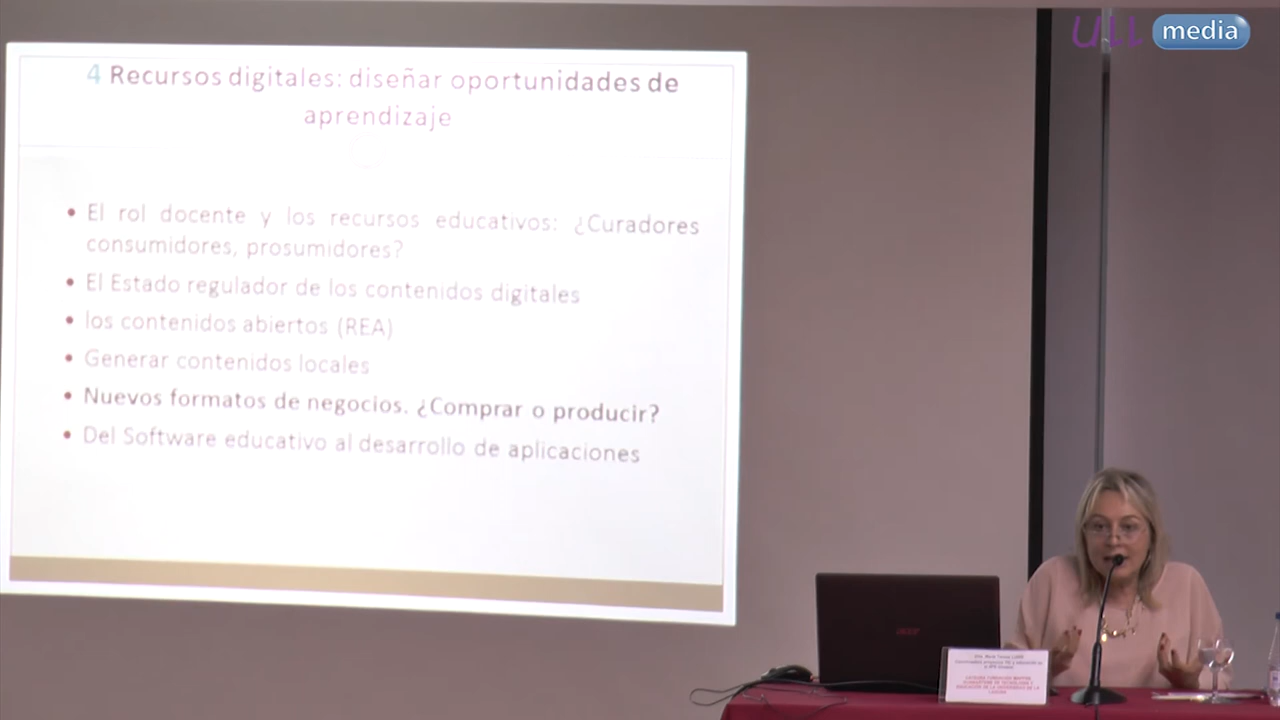 ULL media
4 Recursos digitales: diseñar oportunidades de
aprendizaje
• El rol docente y los recursos educativos: ¿Curadores
consumidores, prosumidores?
• El Estado regulador de los contenidos digitales
• los contenidos abiertos (REA)
• Generar contenidos locales
• Nuevos formatos de negocios. ¿Comprar o producir?
• Del Software educativo al desarrollo de aplicaciones
acer